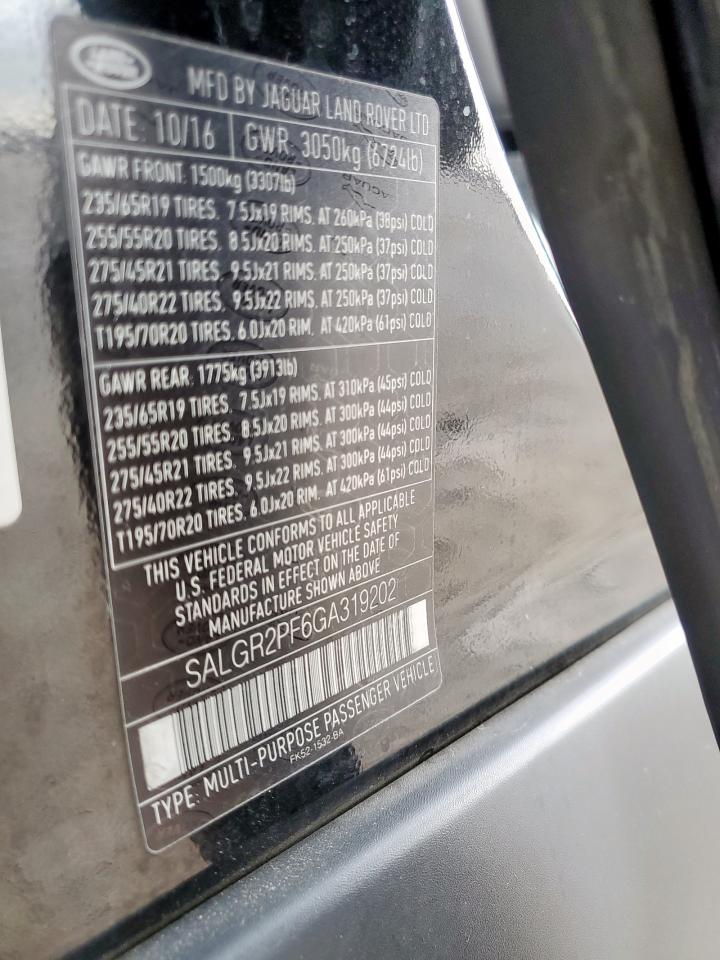 LAND ROVER
MFD BY JAGUAR LAND ROVER LTD
DATE: 10/16 GWR: 3050kg (6724lb)
GAWR FRONT: 1500kg (3307lb)
235/65R19 TIRES. 7.5Jx19 RIMS. AT 260kPa (38psi) COLD
255/55R20 TIRES. 8.5Jx20 RIMS. AT 250kPa (37psi) COLD
275/45R21 TIRES. 9.5Jx21 RIMS. AT 250kPa (37psi) COLD
275/40R22 TIRES. 9.5Jx22 RIMS. AT 250kPa (37psi) COLD
T195/70R20 TIRES. 6.0Jx20 RIM. AT 420kPa (61psi) COLD
GAWR REAR: 1775kg (3913lb)
235/65R19 TIRES. 7.5Jx19 RIMS. AT 310kPa (45psi) COLD
255/55R20 TIRES. 8.5Jx20 RIMS. AT 300kPa (44psi) COLD
275/45R21 TIRES. 9.5Jx21 RIMS. AT 300kPa (44psi) COLD
275/40R22 TIRES. 9.5Jx22 RIMS. AT 300kPa (44psi) COLD
T195/70R20 TIRES. 6.0Jx20 RIM. AT 420kPa (61psi) COLD
THIS VEHICLE CONFORMS TO ALL APPLICABLE
U.S. FEDERAL MOTOR VEHICLE SAFETY
STANDARDS IN EFFECT ON THE DATE OF
MANUFACTURE SHOWN ABOVE
SALGR2PF6GA319202
TYPE: MULTI-PURPOSE PASSENGER VEHICLE
FK52-1532-BA